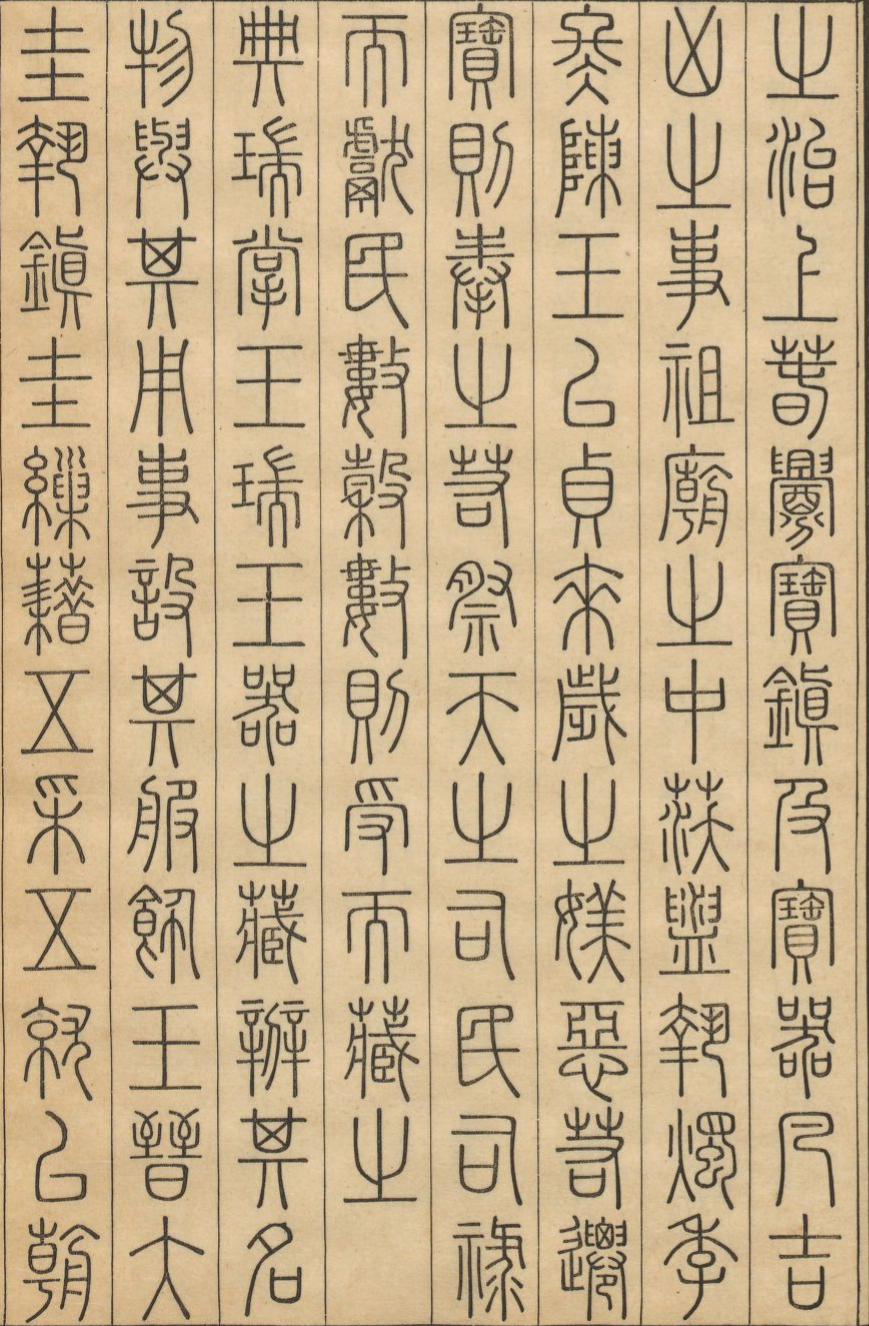 之治上春釁寶鎮及寶器凡吉
凶之事祖廟之中沃盥執燭季
冬陳玉以貞來歲之媺惡若遷
寶則奉之若祭天之司民司祿
而獻民數穀數則受而藏之
典瑞掌玉瑞玉器之藏辨其名
物與其用事設其服飾王晉大
圭執鎮圭繅藉五采五就以朝